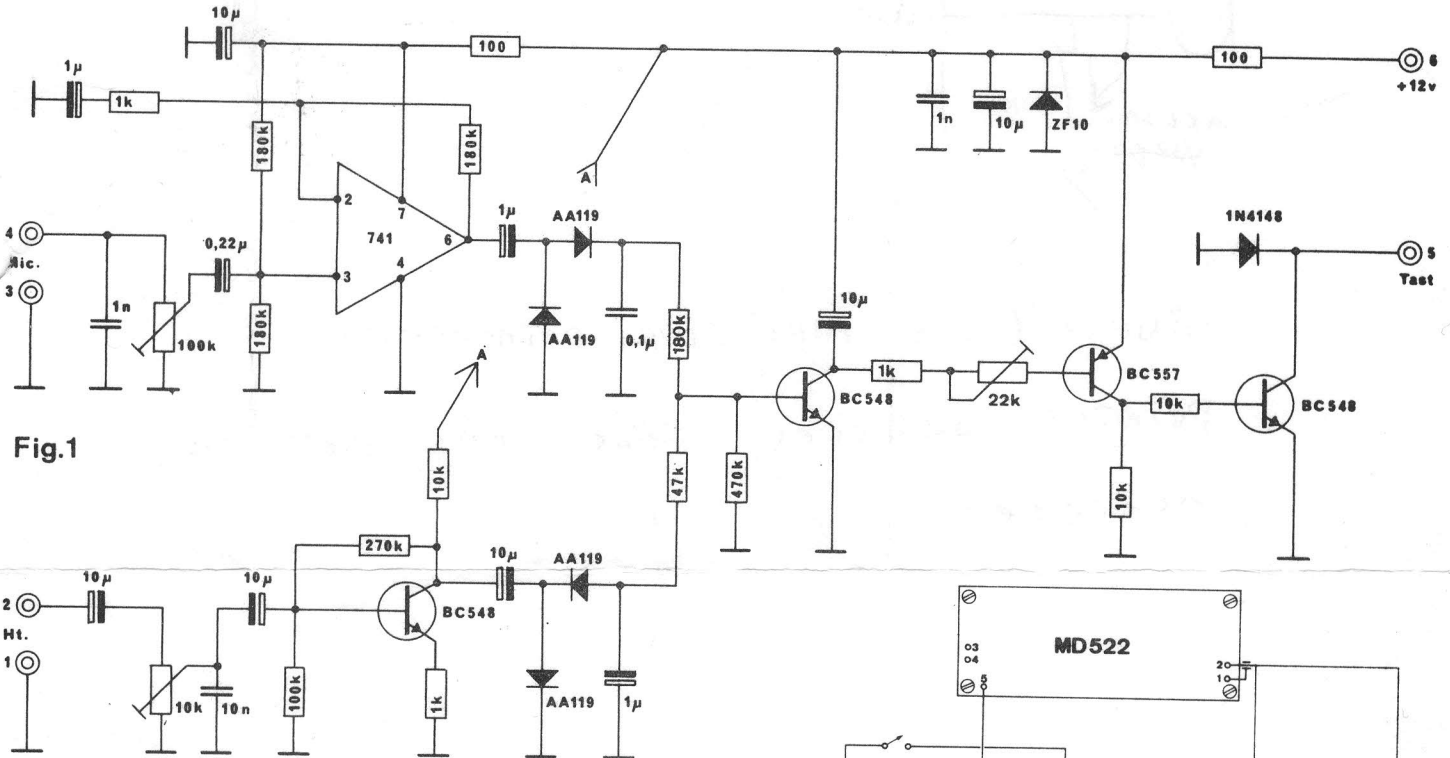 10µ
100
100
6
+12v
1µ
1k
180k
180k
1n
10µ
ZF10
A
2
7
741
6
3
4
1µ
AA119
1N4148
4
Mic.
3
0,22µ
5
Tast
1n
100k
180k
AA119
0,1µ
180k
10µ
A
1k
22k
BC548
BC557
10k
BC548
Fig.1
10k
47k
470k
10k
270k
10µ
AA119
10µ
10µ
2
Ht.
1
BC548
10k
10n
100k
1k
AA119
1µ
MD522
3
4
5
2
1